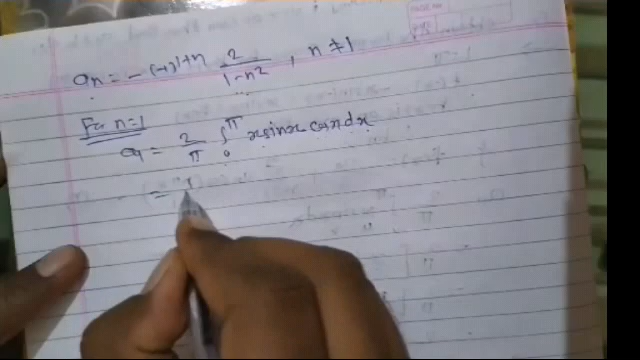 aₙ = -(-1)^{1+n} 2/(1-n²), n ≠ 1
For n=1
a₁ = 2/π ∫₀^π x sinx cosx dx
= 1